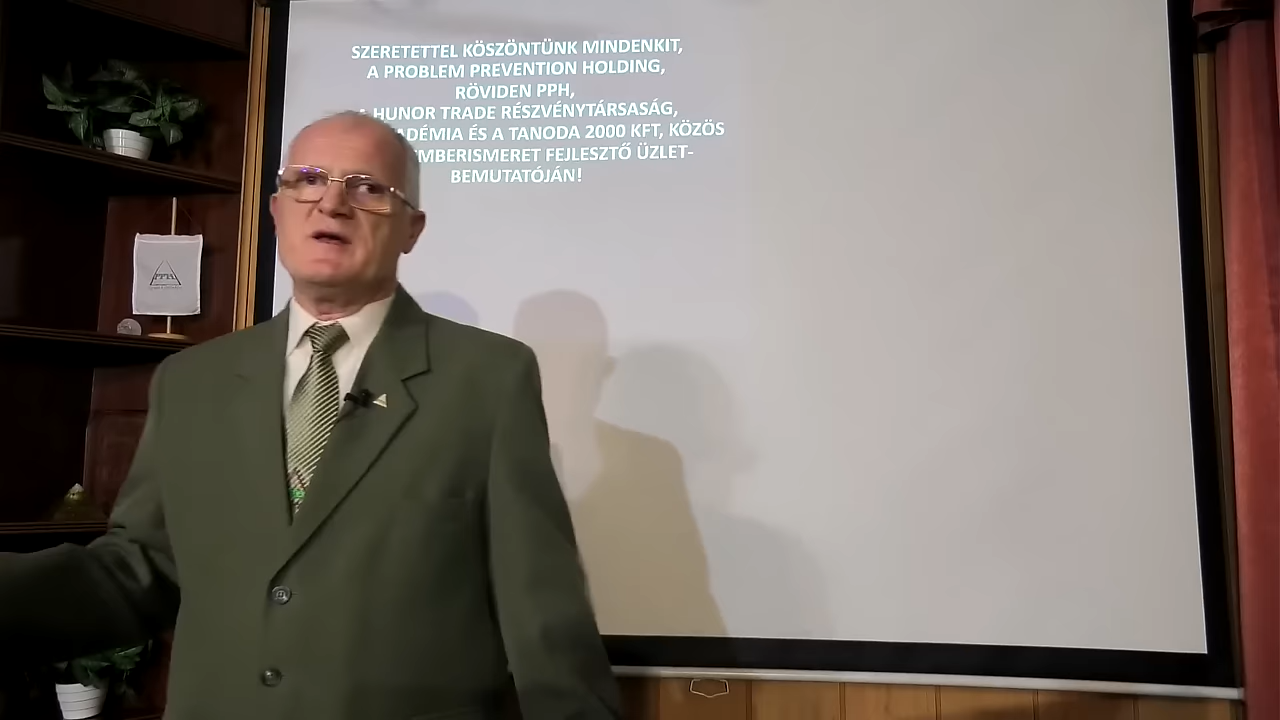 SZERETETTEL KÖSZÖNTÜNK MINDENKIT,
A PROBLEM PREVENTION HOLDING,
RÖVIDEN PPH,
HUNOR TRADE RÉSZVÉNYTÁRSASÁG,
ÉS A TANODA 2000 KFT, KÖZÖS
FEJLESZTŐ ÜZLET-
BEMUTATÓJÁN!